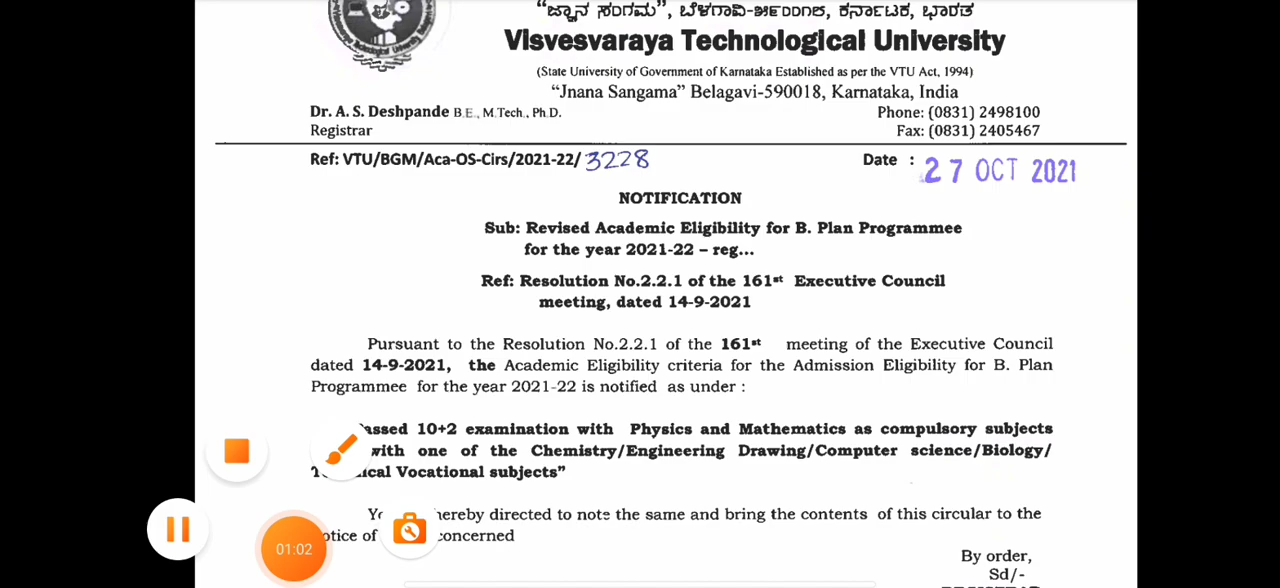 "ಜ್ಞಾನ ಸಂಗಮ", ಬೆಳಗಾವಿ-೫೯೦೦೧೮, ಕರ್ನಾಟಕ, ಭಾರತ
Visvesvaraya Technological University
(State University of Government of Karnataka Established as per the VTU Act, 1994)
"Jnana Sangama" Belagavi-590018, Karnataka, India
Dr. A. S. Deshpande B.E., M.Tech., Ph.D.
Registrar
Phone: (0831) 2498100
Fax: (0831) 2405467
Ref: VTU/BGM/Aca-OS-Cirs/2021-22/ 3228
Date : 27 OCT 2021
NOTIFICATION
Sub: Revised Academic Eligibility for B. Plan Programmee
for the year 2021-22 – reg...
Ref: Resolution No.2.2.1 of the 161st Executive Council
meeting, dated 14-9-2021
Pursuant to the Resolution No.2.2.1 of the 161st meeting of the Executive Council
dated 14-9-2021, the Academic Eligibility criteria for the Admission Eligibility for B. Plan
Programmee for the year 2021-22 is notified as under :
assed 10+2 examination with Physics and Mathematics as compulsory subjects
with one of the Chemistry/Engineering Drawing/Computer science/Biology/
ical Vocational subjects"
hereby directed to note the same and bring the contents of this circular to the
otice of concerned
By order,
Sd/-
01:02